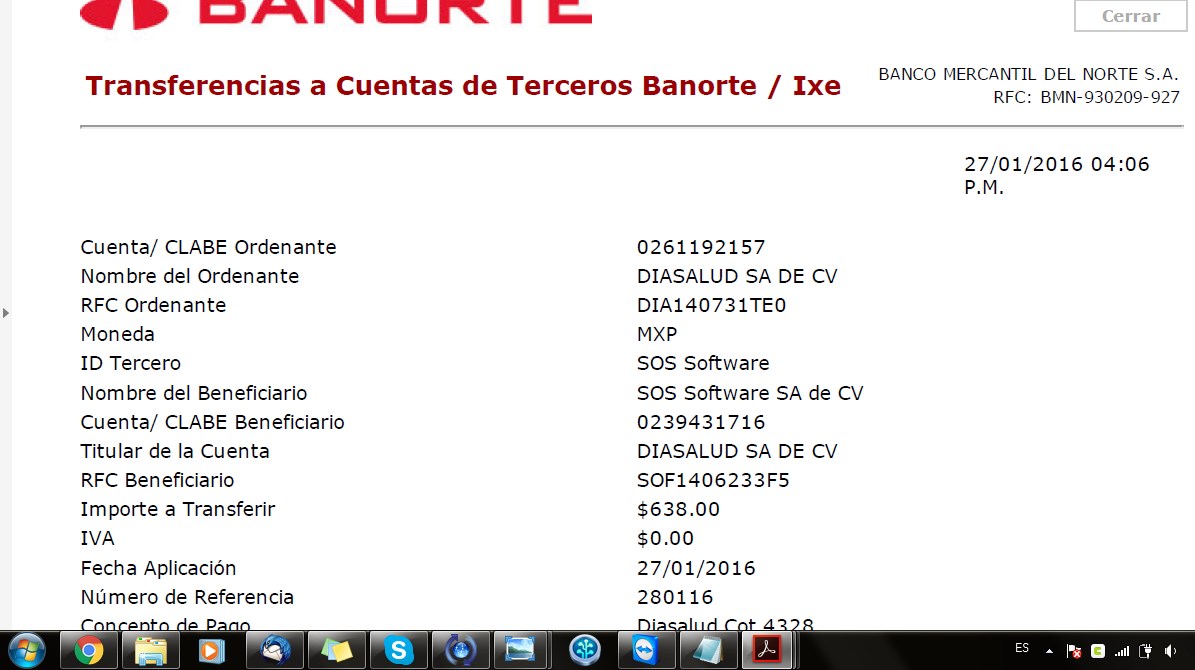 BANORTE
Cerrar
Transferencias a Cuentas de Terceros Banorte / Ixe
BANCO MERCANTIL DEL NORTE S.A.
RFC: BMN-930209-927
27/01/2016 04:06
P.M.
Cuenta/ CLABE Ordenante 0261192157
Nombre del Ordenante DIASALUD SA DE CV
RFC Ordenante DIA140731TE0
Moneda MXP
ID Tercero SOS Software
Nombre del Beneficiario SOS Software SA de CV
Cuenta/ CLABE Beneficiario 0239431716
Titular de la Cuenta DIASALUD SA DE CV
RFC Beneficiario SOF1406233F5
Importe a Transferir $638.00
IVA $0.00
Fecha Aplicación 27/01/2016
Número de Referencia 280116
Concepto de Pago Diasalud Cot 4328
ES